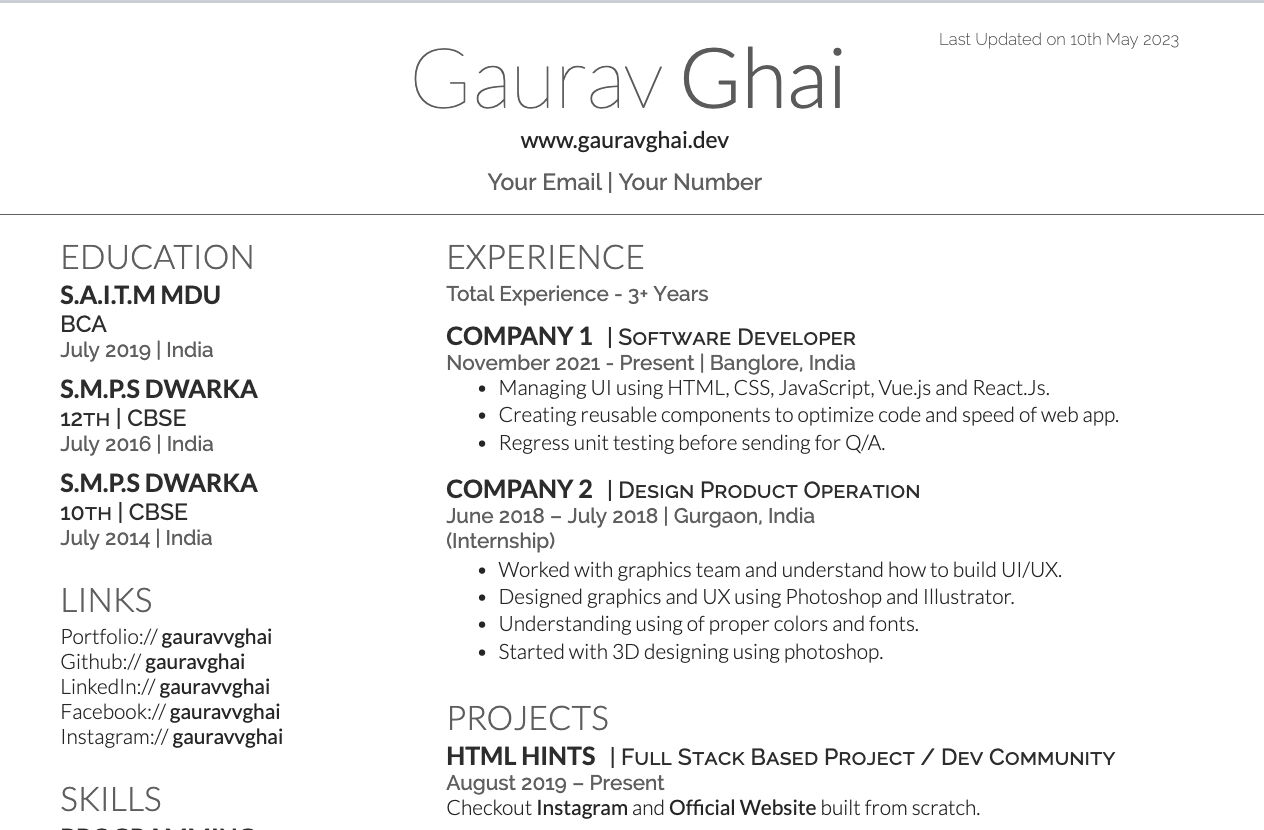 Last Updated on 10th May 2023
Gaurav Ghai
www.gauravghai.dev
Your Email | Your Number
EDUCATION
S.A.I.T.M MDU
BCA
July 2019 | India
S.M.P.S DWARKA
12TH | CBSE
July 2016 | India
S.M.P.S DWARKA
10TH | CBSE
July 2014 | India
LINKS
Portfolio:// gauravvghai
Github:// gauravghai
LinkedIn:// gauravvghai
Facebook:// gauravvghai
Instagram:// gauravvghai
SKILLS
PROGRAMMING
EXPERIENCE
Total Experience - 3+ Years
COMPANY 1 | SOFTWARE DEVELOPER
November 2021 - Present | Banglore, India
• Managing UI using HTML, CSS, JavaScript, Vue.js and React.Js.
• Creating reusable components to optimize code and speed of web app.
• Regress unit testing before sending for Q/A.
COMPANY 2 | DESIGN PRODUCT OPERATION
June 2018 – July 2018 | Gurgaon, India
(Internship)
• Worked with graphics team and understand how to build UI/UX.
• Designed graphics and UX using Photoshop and Illustrator.
• Understanding using of proper colors and fonts.
• Started with 3D designing using photoshop.
PROJECTS
HTML HINTS | FULL STACK BASED PROJECT / DEV COMMUNITY
August 2019 – Present
Checkout Instagram and Official Website built from scratch.